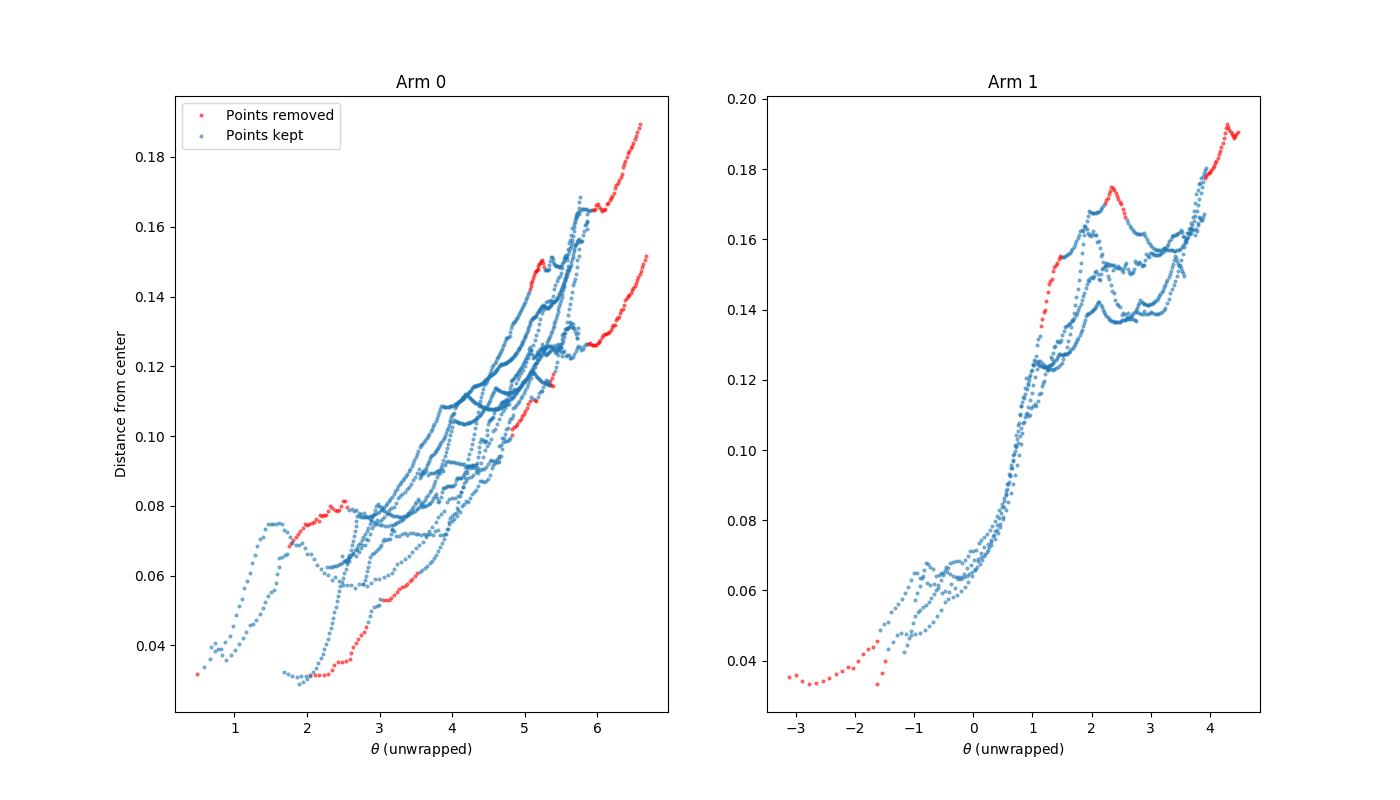 Arm 0
Points removed
Points kept
0.18
0.16
0.14
0.12
0.10
0.08
0.06
0.04
Distance from center
1 2 3 4 5 6
θ (unwrapped)
Arm 1
0.20
0.18
0.16
0.14
0.12
0.10
0.08
0.06
0.04
−3 −2 −1 0 1 2 3 4
θ (unwrapped)